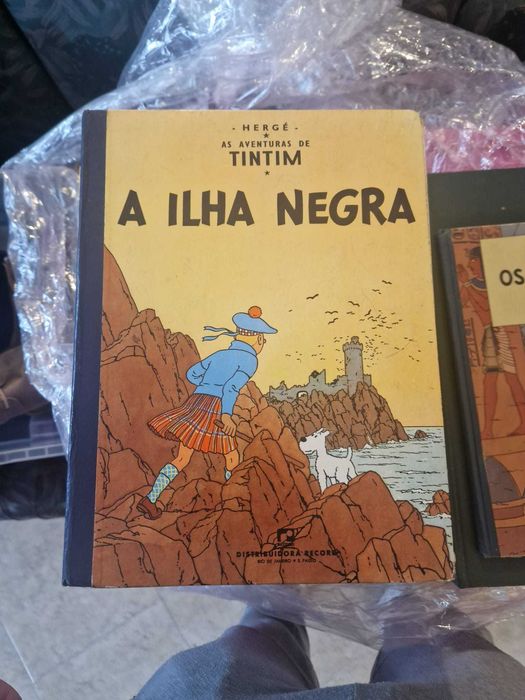 - HERGÉ -
AS AVENTURAS DE
TINTIM
A ILHA NEGRA
DISTRIBUIDORA RECORD
RIO DE JANEIRO • S. PAULO
OS